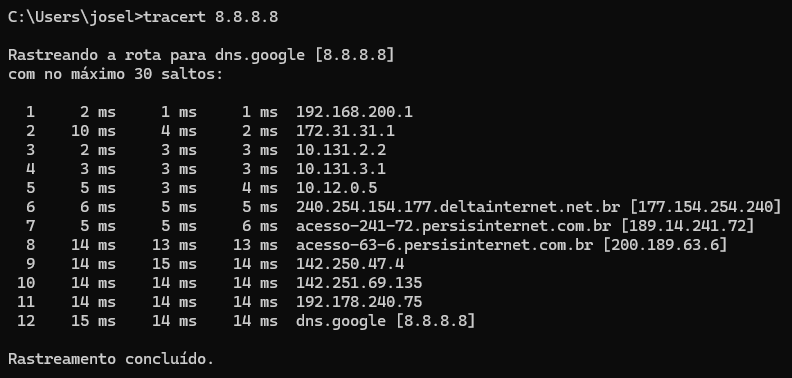 C:\Users\josel>tracert 8.8.8.8
Rastreando a rota para dns.google [8.8.8.8]
com no máximo 30 saltos:
1 2 ms 1 ms 1 ms 192.168.200.1
2 10 ms 4 ms 2 ms 172.31.31.1
3 2 ms 3 ms 3 ms 10.131.2.2
4 3 ms 3 ms 3 ms 10.131.3.1
5 5 ms 3 ms 4 ms 10.12.0.5
6 6 ms 5 ms 5 ms 240.254.154.177.deltainternet.net.br [177.154.254.240]
7 5 ms 5 ms 6 ms acesso-241-72.persisinternet.com.br [189.14.241.72]
8 14 ms 13 ms 13 ms acesso-63-6.persisinternet.com.br [200.189.63.6]
9 14 ms 15 ms 14 ms 142.250.47.4
10 14 ms 14 ms 14 ms 142.251.69.135
11 14 ms 14 ms 14 ms 192.178.240.75
12 15 ms 14 ms 14 ms dns.google [8.8.8.8]
Rastreamento concluído.